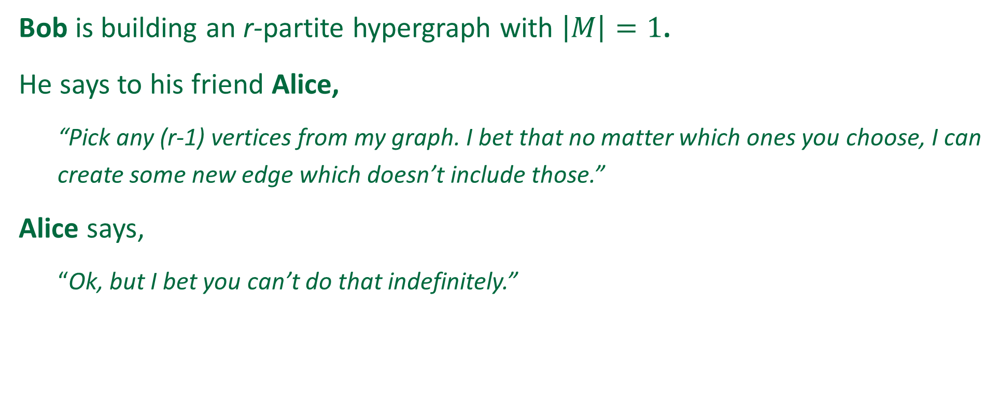 Bob is building an r-partite hypergraph with |M| = 1.
He says to his friend Alice,
“Pick any (r-1) vertices from my graph. I bet that no matter which ones you choose, I can
create some new edge which doesn’t include those.”
Alice says,
“Ok, but I bet you can’t do that indefinitely.”